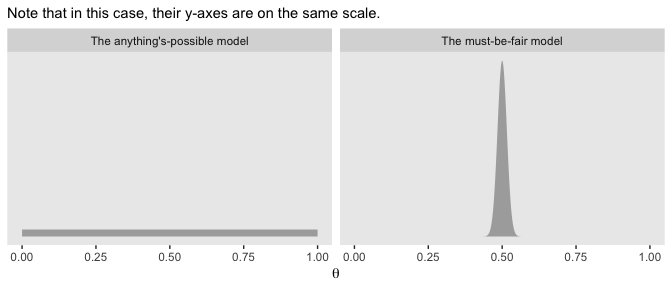 Note that in this case, their y-axes are on the same scale.
The anything's-possible model The must-be-fair model
0.00 0.25 0.50 0.75 1.00 0.00 0.25 0.50 0.75 1.00
θ